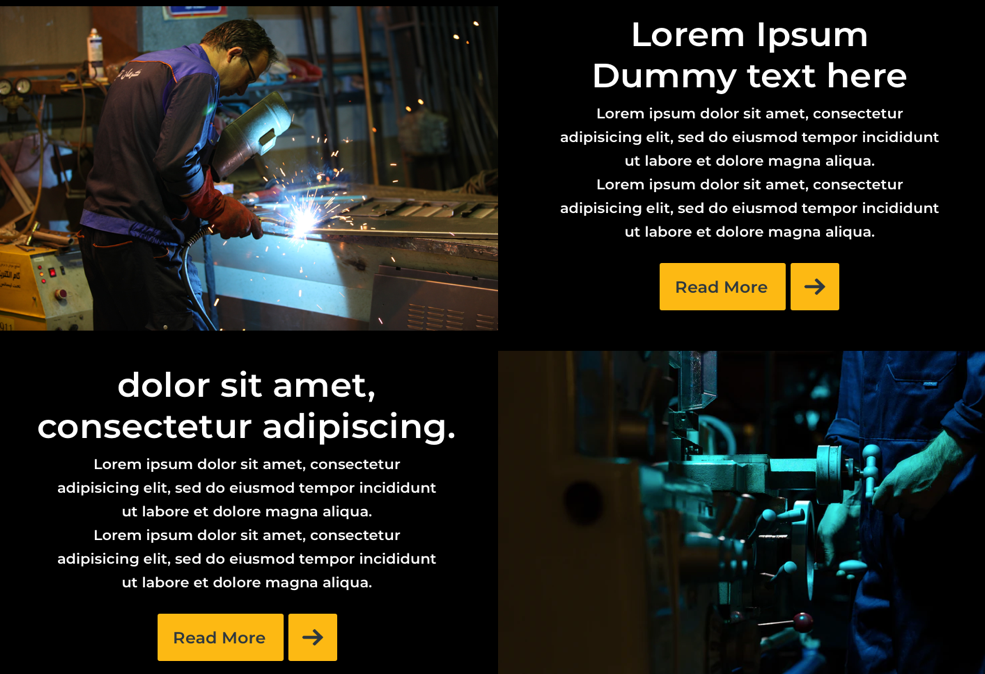 Lorem Ipsum
Dummy text here
Lorem ipsum dolor sit amet, consectetur
adipisicing elit, sed do eiusmod tempor incididunt
ut labore et dolore magna aliqua.
Lorem ipsum dolor sit amet, consectetur
adipisicing elit, sed do eiusmod tempor incididunt
ut labore et dolore magna aliqua.
Read More
dolor sit amet,
consectetur adipiscing.
Lorem ipsum dolor sit amet, consectetur
adipisicing elit, sed do eiusmod tempor incididunt
ut labore et dolore magna aliqua.
Lorem ipsum dolor sit amet, consectetur
adipisicing elit, sed do eiusmod tempor incididunt
ut labore et dolore magna aliqua.
Read More